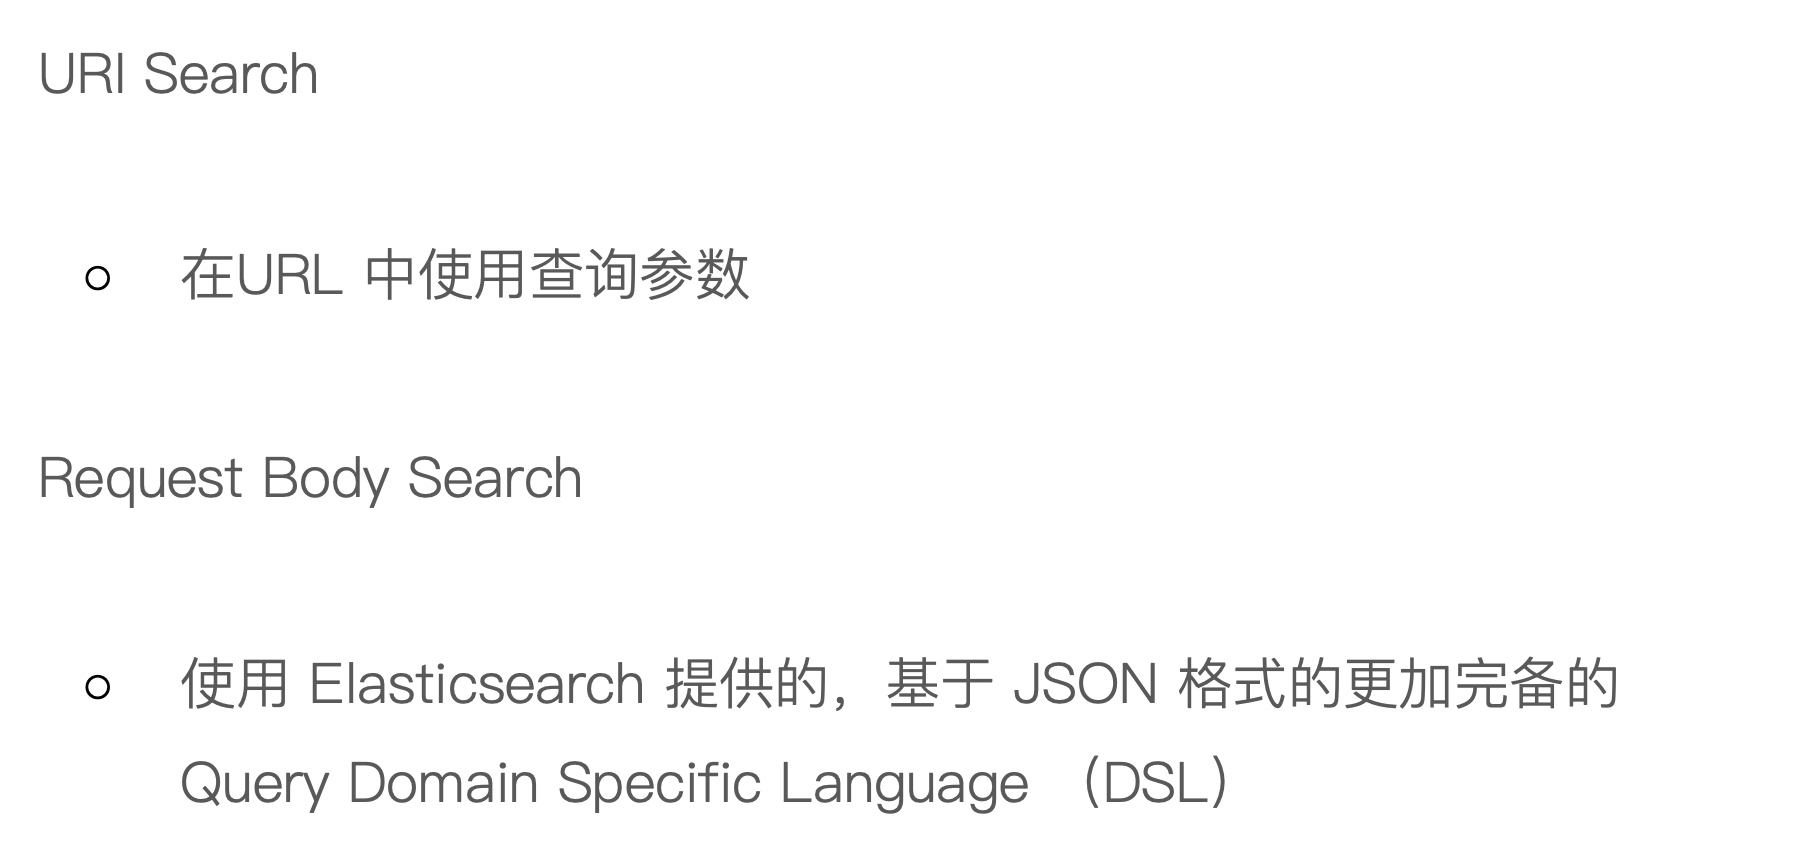 URI Search
在URL 中使用查询参数
Request Body Search
使用 Elasticsearch 提供的，基于 JSON 格式的更加完备的
Query Domain Specific Language （DSL）